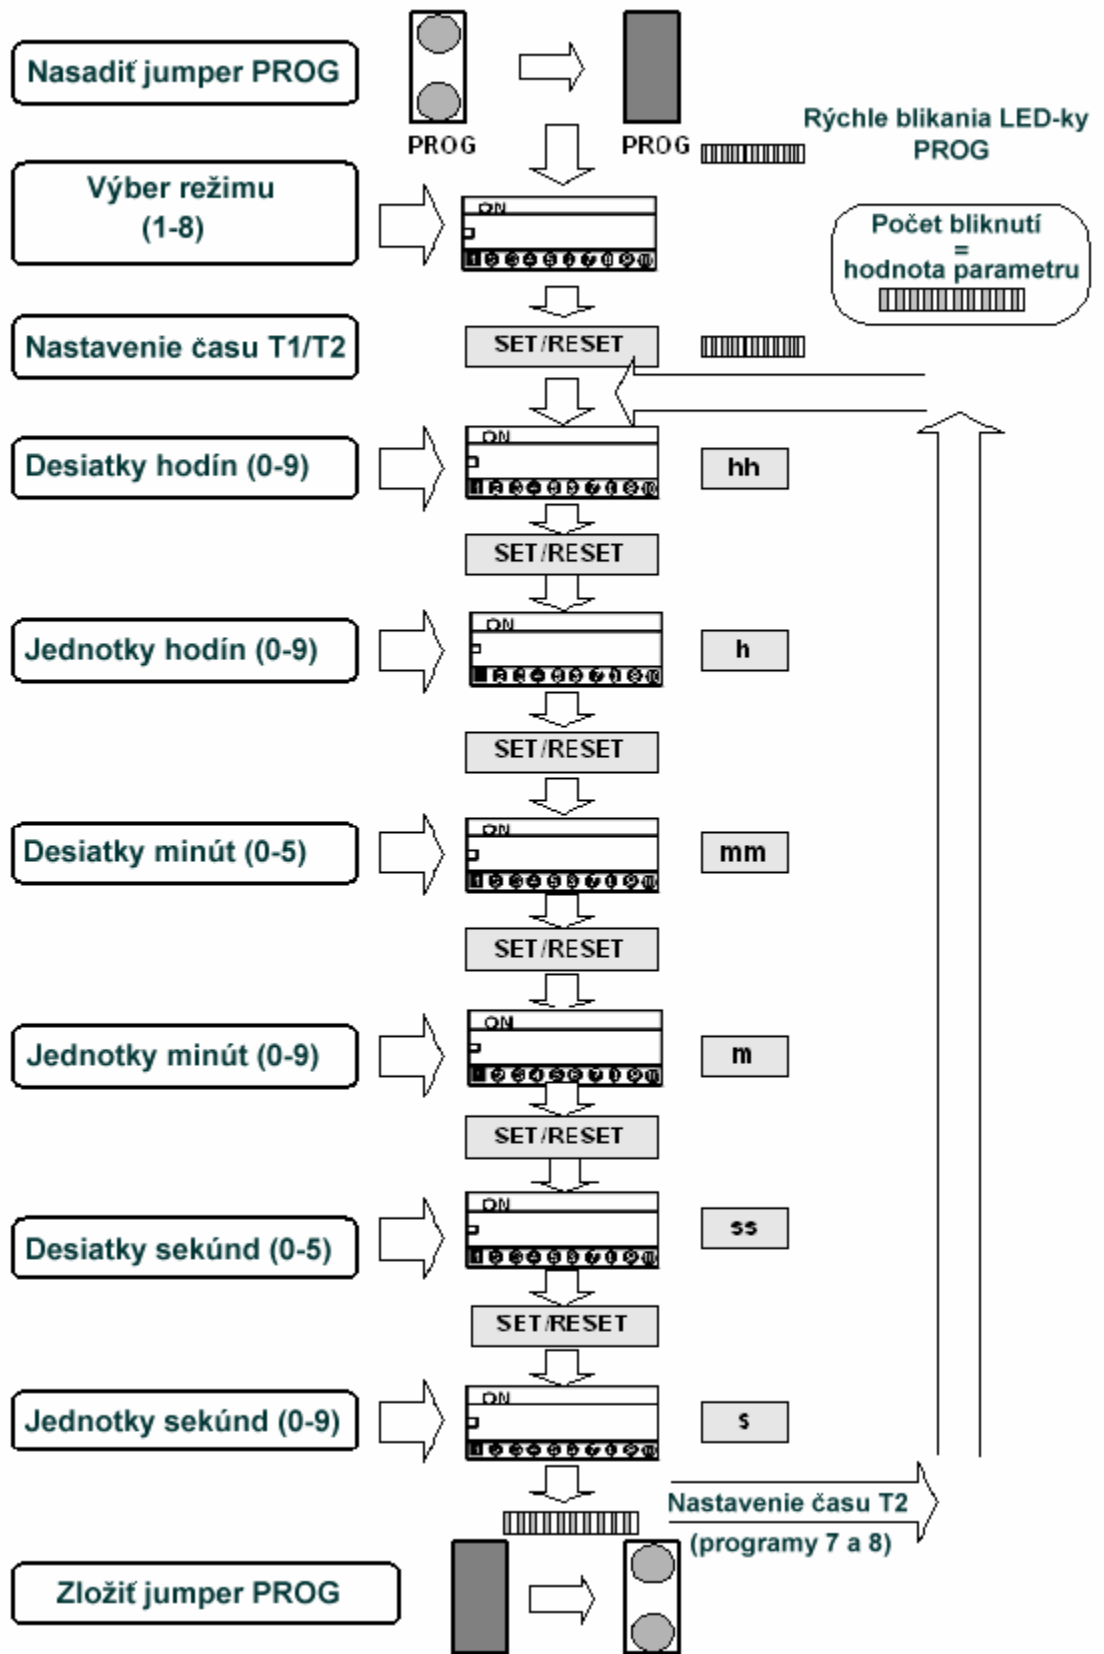 Nasadiť jumper PROG
PROG
PROG
Rýchle blikania LED-ky
PROG
Výber režimu
(1-8)
ON
Počet bliknutí
=
hodnota parametru
Nastavenie času T1/T2
SET/RESET
Desiatky hodín (0-9)
ON
hh
SET/RESET
Jednotky hodín (0-9)
ON
h
SET/RESET
Desiatky minút (0-5)
ON
mm
SET/RESET
Jednotky minút (0-9)
ON
m
SET/RESET
Desiatky sekúnd (0-5)
ON
ss
SET/RESET
Jednotky sekúnd (0-9)
ON
s
Nastavenie času T2
(programy 7 a 8)
Zložiť jumper PROG